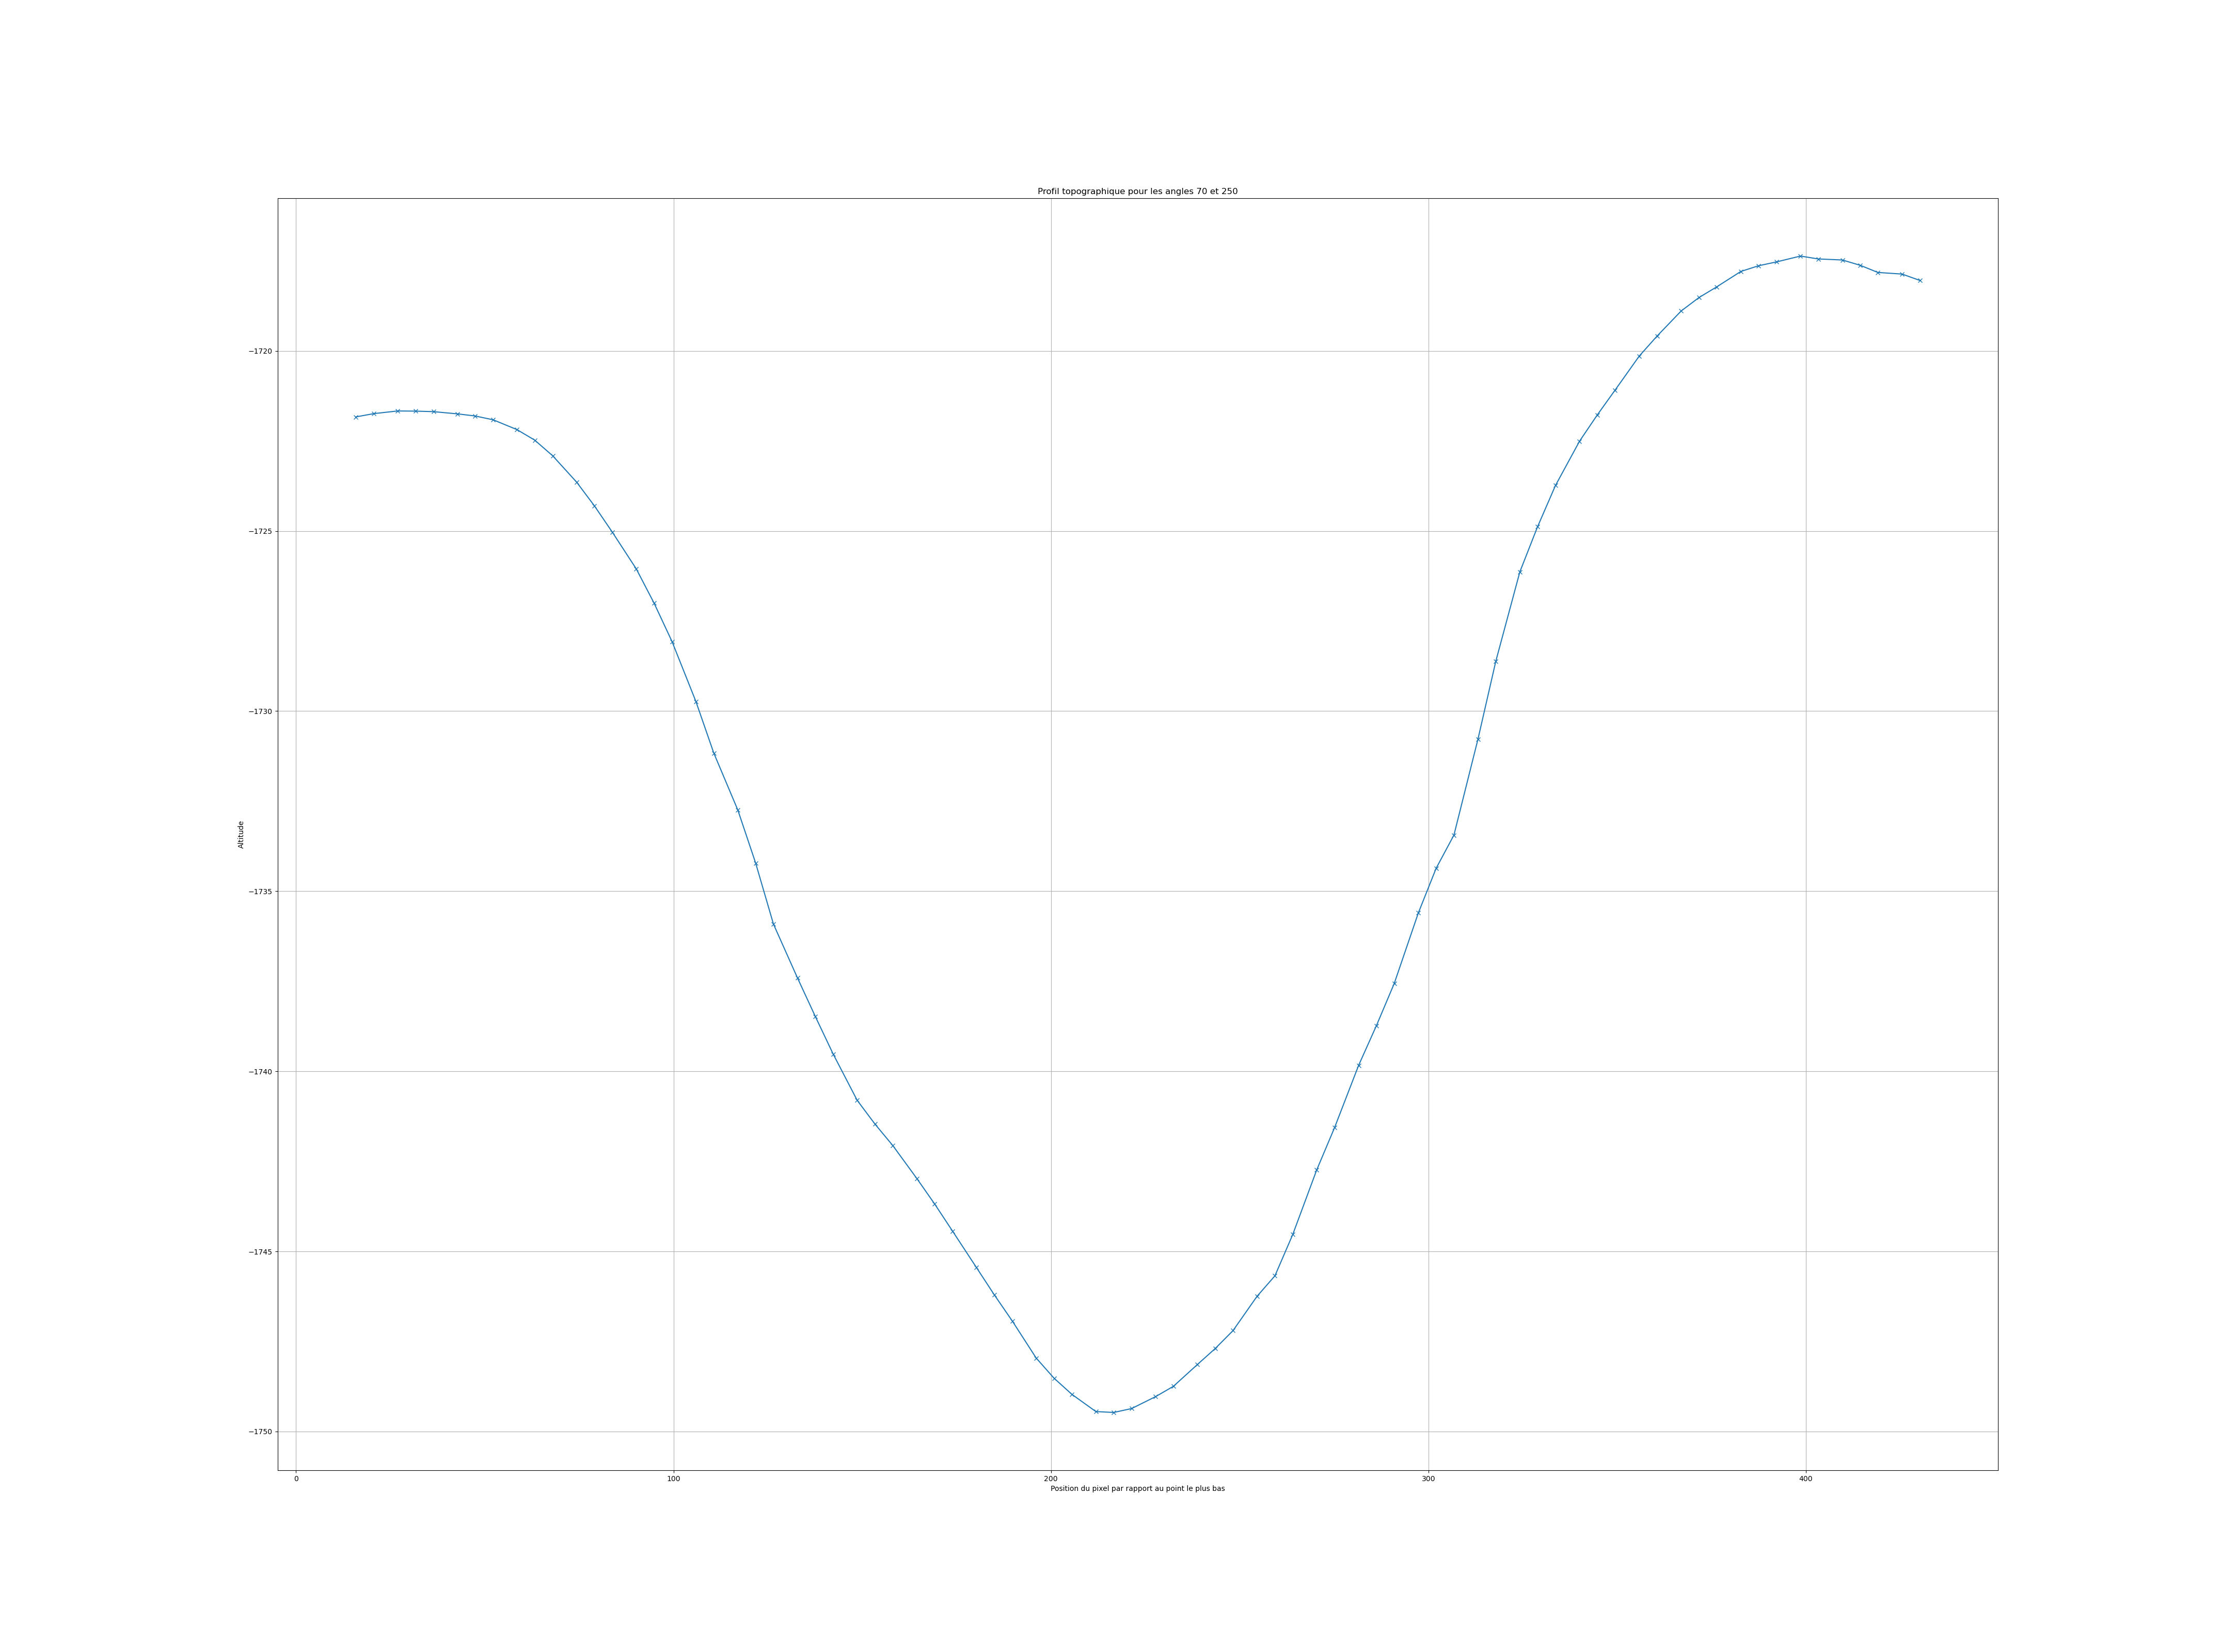 Profil topographique pour les angles 70 et 250
−1720
−1725
−1730
−1735
−1740
−1745
−1750
Altitude
0 100 200 300 400
Position du pixel par rapport au point le plus bas